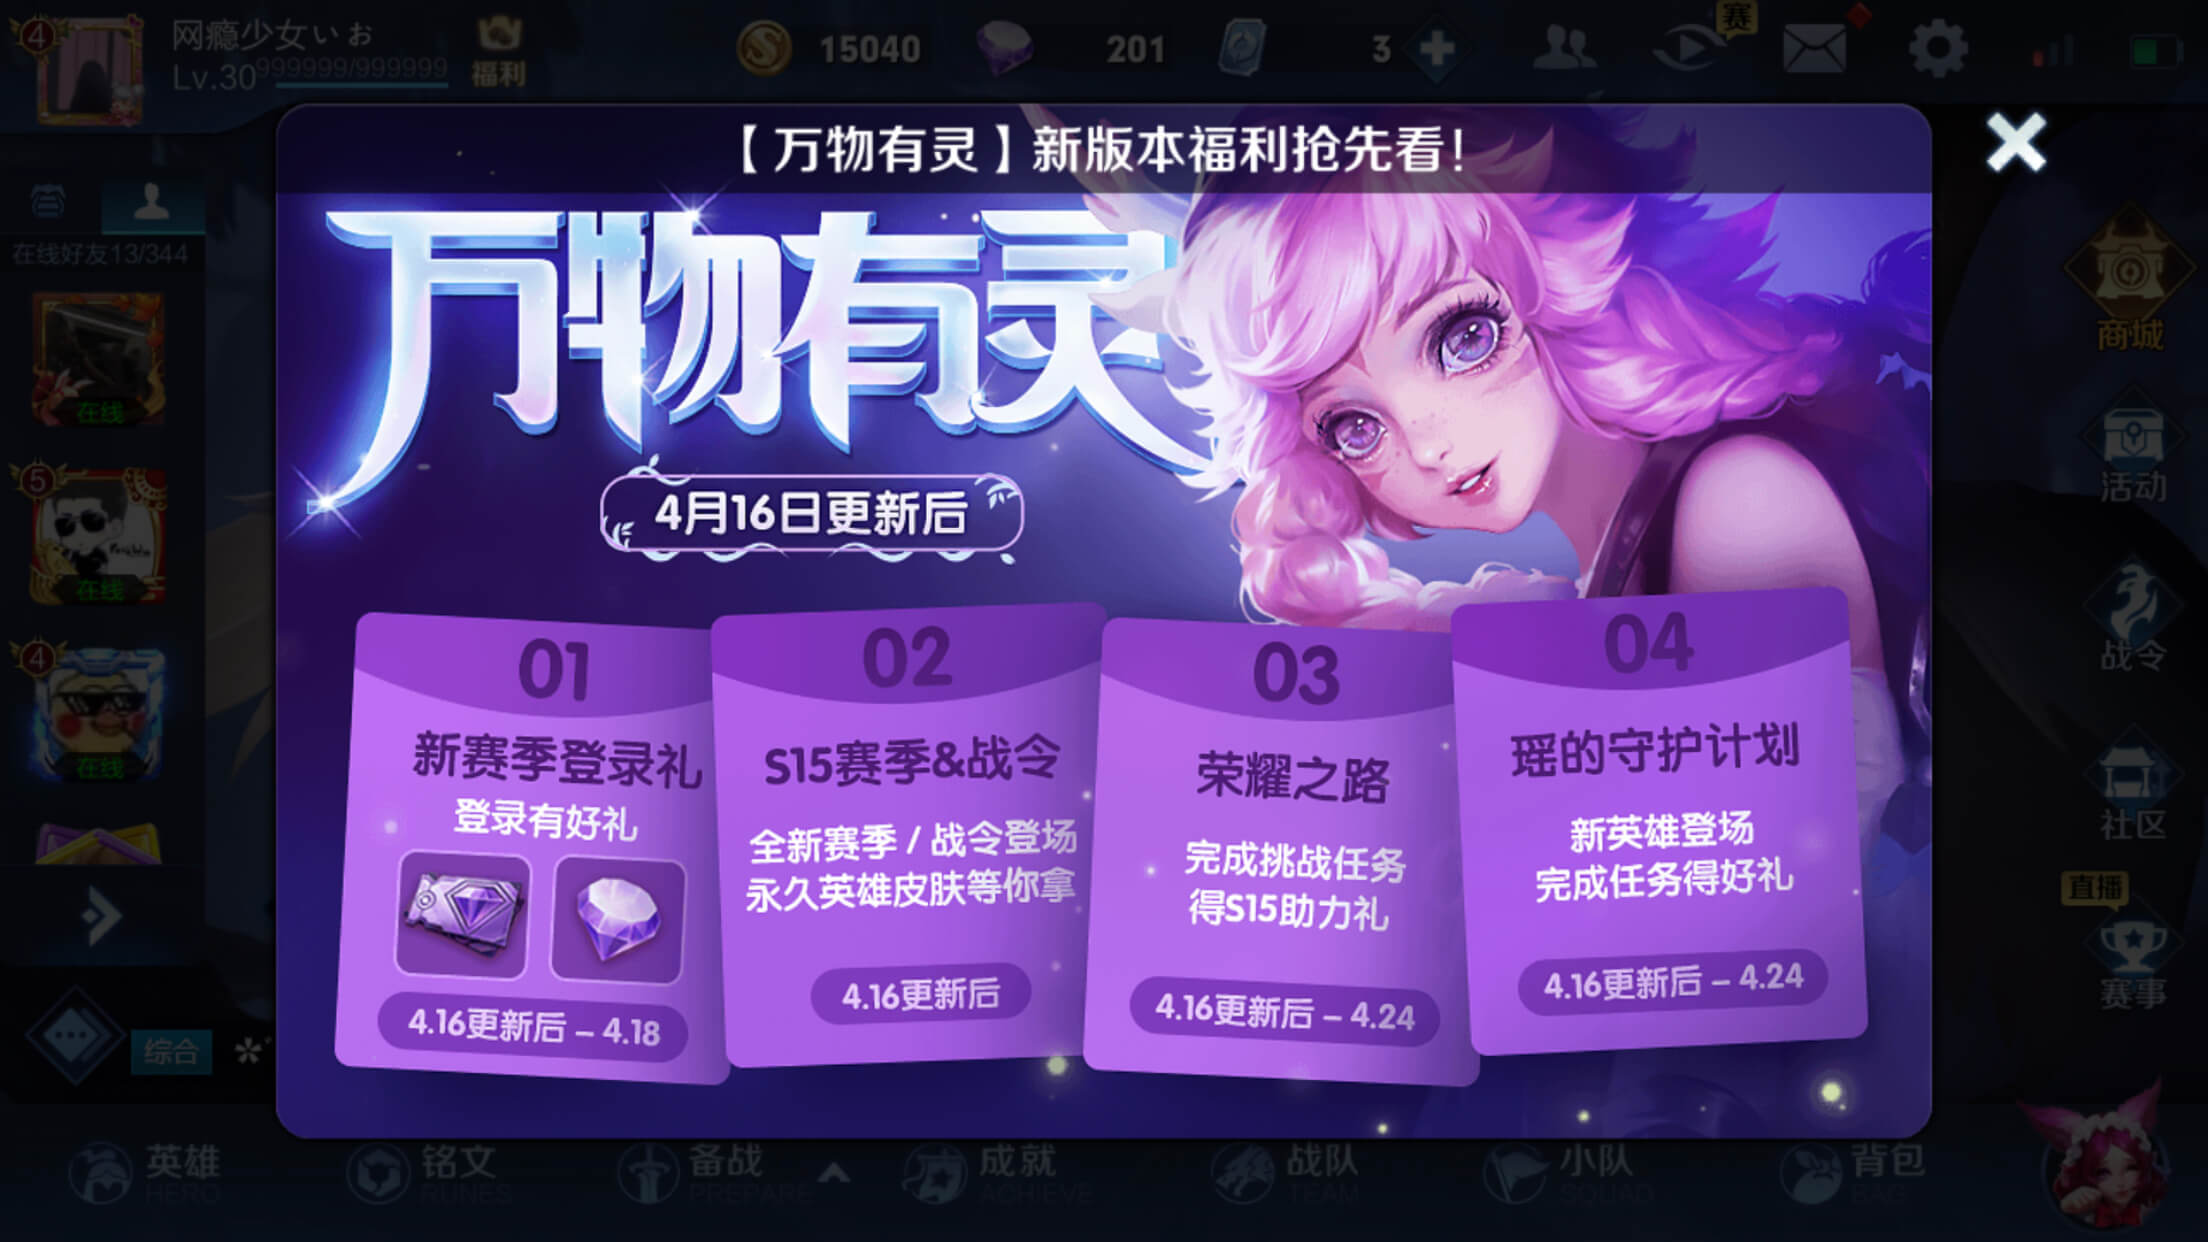 4
网瘾少女いぉ
Lv.30
999999/999999
福利
15040
201
3
赛
【万物有灵】新版本福利抢先看!
在线好友13/344
万物有灵
4月16日更新后
在线
5
在线
4
在线
01
新赛季登录礼
登录有好礼
4.16更新后 – 4.18
02
S15赛季&战令
全新赛季 / 战令登场
永久英雄皮肤等你拿
4.16更新后
03
荣耀之路
完成挑战任务
得S15助力礼
4.16更新后 – 4.24
04
瑶的守护计划
新英雄登场
完成任务得好礼
4.16更新后 – 4.24
商城
活动
战令
社区
直播
赛事
综合
英雄
HERO
铭文
RUNES
备战
PREPARE
成就
ACHIEVE
战队
TEAM
小队
SQUAD
背包
BAG